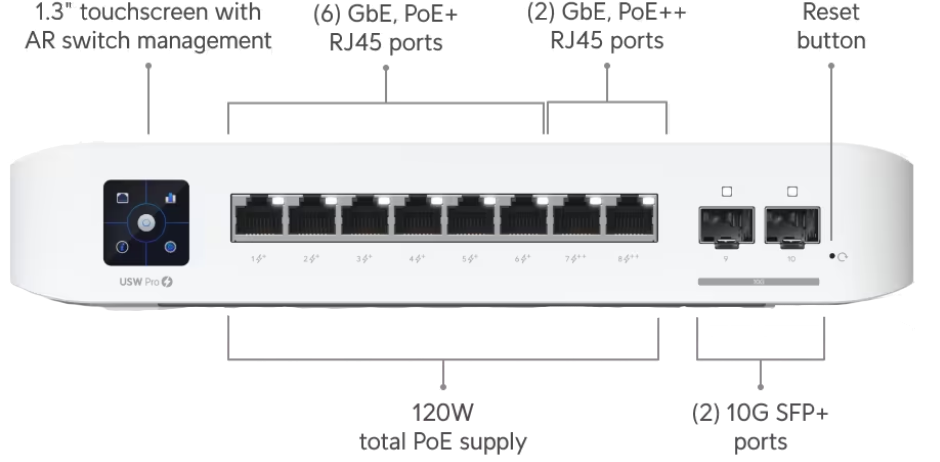 1.3" touchscreen with
AR switch management
(6) GbE, PoE+
RJ45 ports
(2) GbE, PoE++
RJ45 ports
Reset
button
USW Pro
1 + 2 + 3 + 4 + 5 + 6 + 7 ++ 8 ++ 9 10
120W
total PoE supply
(2) 10G SFP+
ports